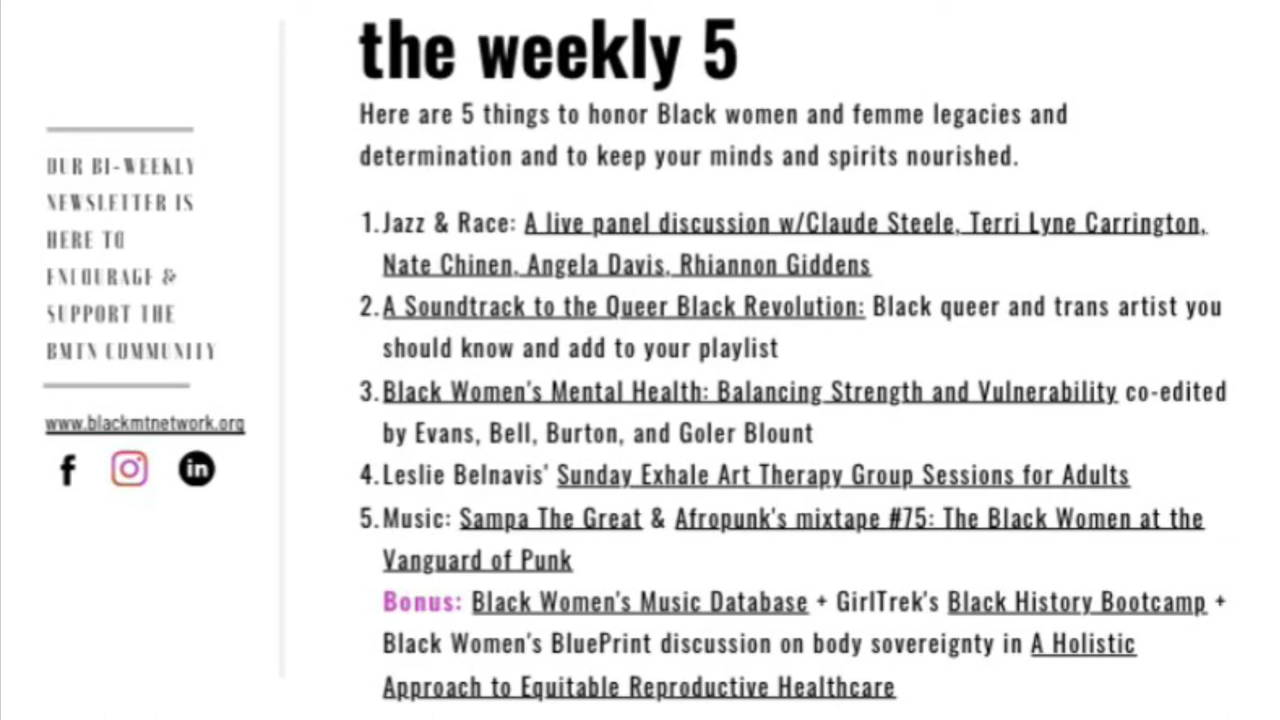 OUR BI-WEEKLY
NEWSLETTER IS
HERE TO
ENCOURAGE &
SUPPORT THE
BMTN COMMUNITY
www.blackmtnetwork.org
the weekly 5
Here are 5 things to honor Black women and femme legacies and
determination and to keep your minds and spirits nourished.
1. Jazz & Race: A live panel discussion w/Claude Steele, Terri Lyne Carrington,
Nate Chinen, Angela Davis, Rhiannon Giddens
2. A Soundtrack to the Queer Black Revolution: Black queer and trans artist you
should know and add to your playlist
3. Black Women's Mental Health: Balancing Strength and Vulnerability co-edited
by Evans, Bell, Burton, and Goler Blount
4. Leslie Belnavis' Sunday Exhale Art Therapy Group Sessions for Adults
5. Music: Sampa The Great & Afropunk's mixtape #75: The Black Women at the
Vanguard of Punk
Bonus: Black Women's Music Database + GirlTrek's Black History Bootcamp +
Black Women's BluePrint discussion on body sovereignty in A Holistic
Approach to Equitable Reproductive Healthcare